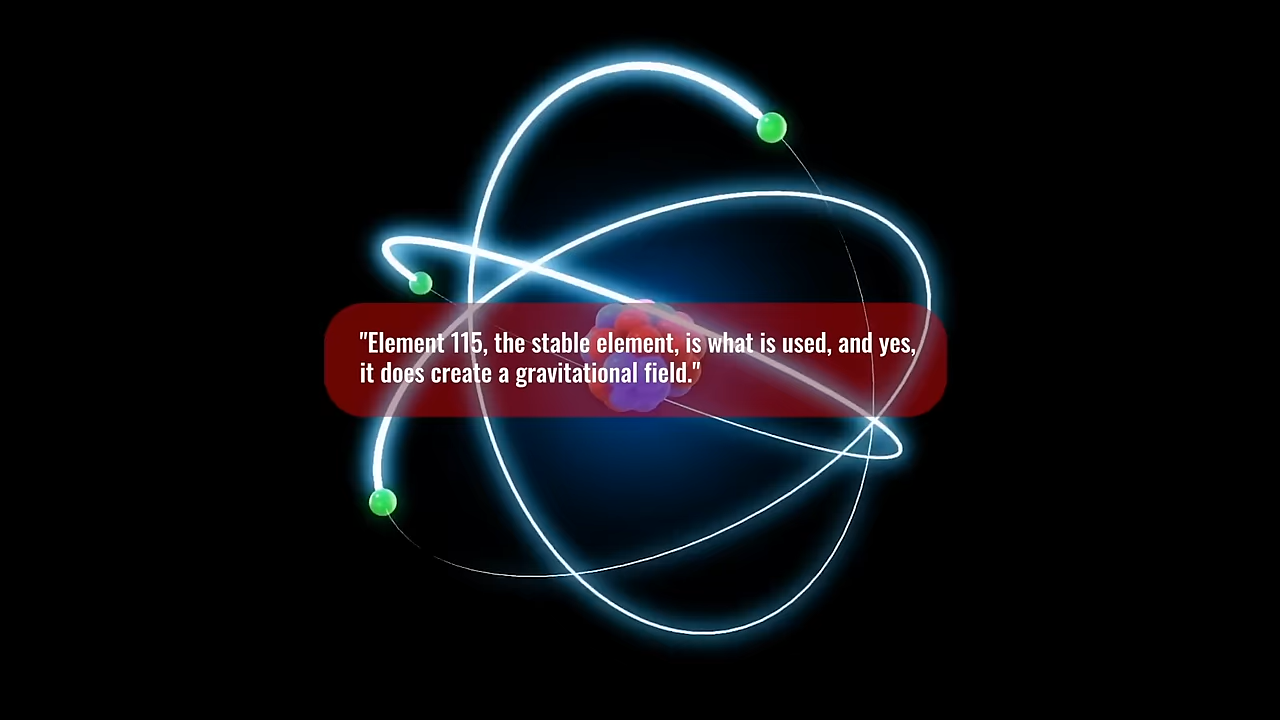 "Element 115, the stable element, is what is used, and yes,
it does create a gravitational field."